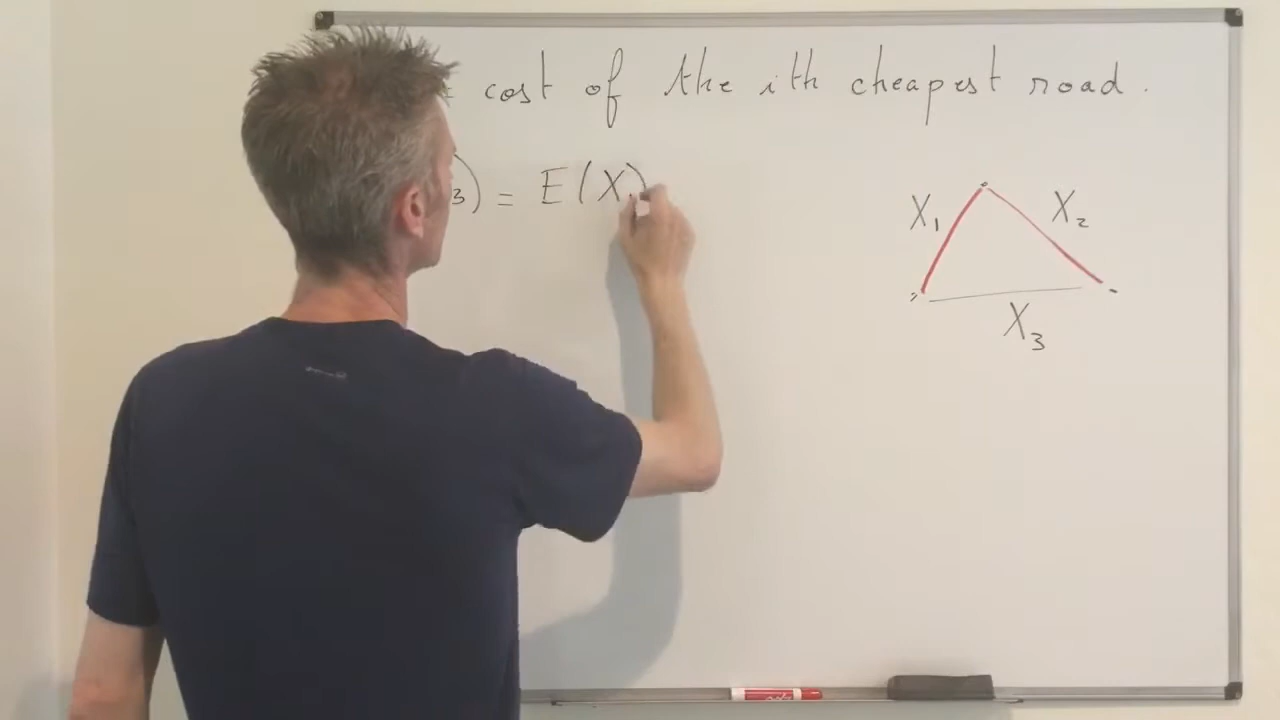 = cost of the ith cheapest road.
3) = E(X)
X1
X2
X3